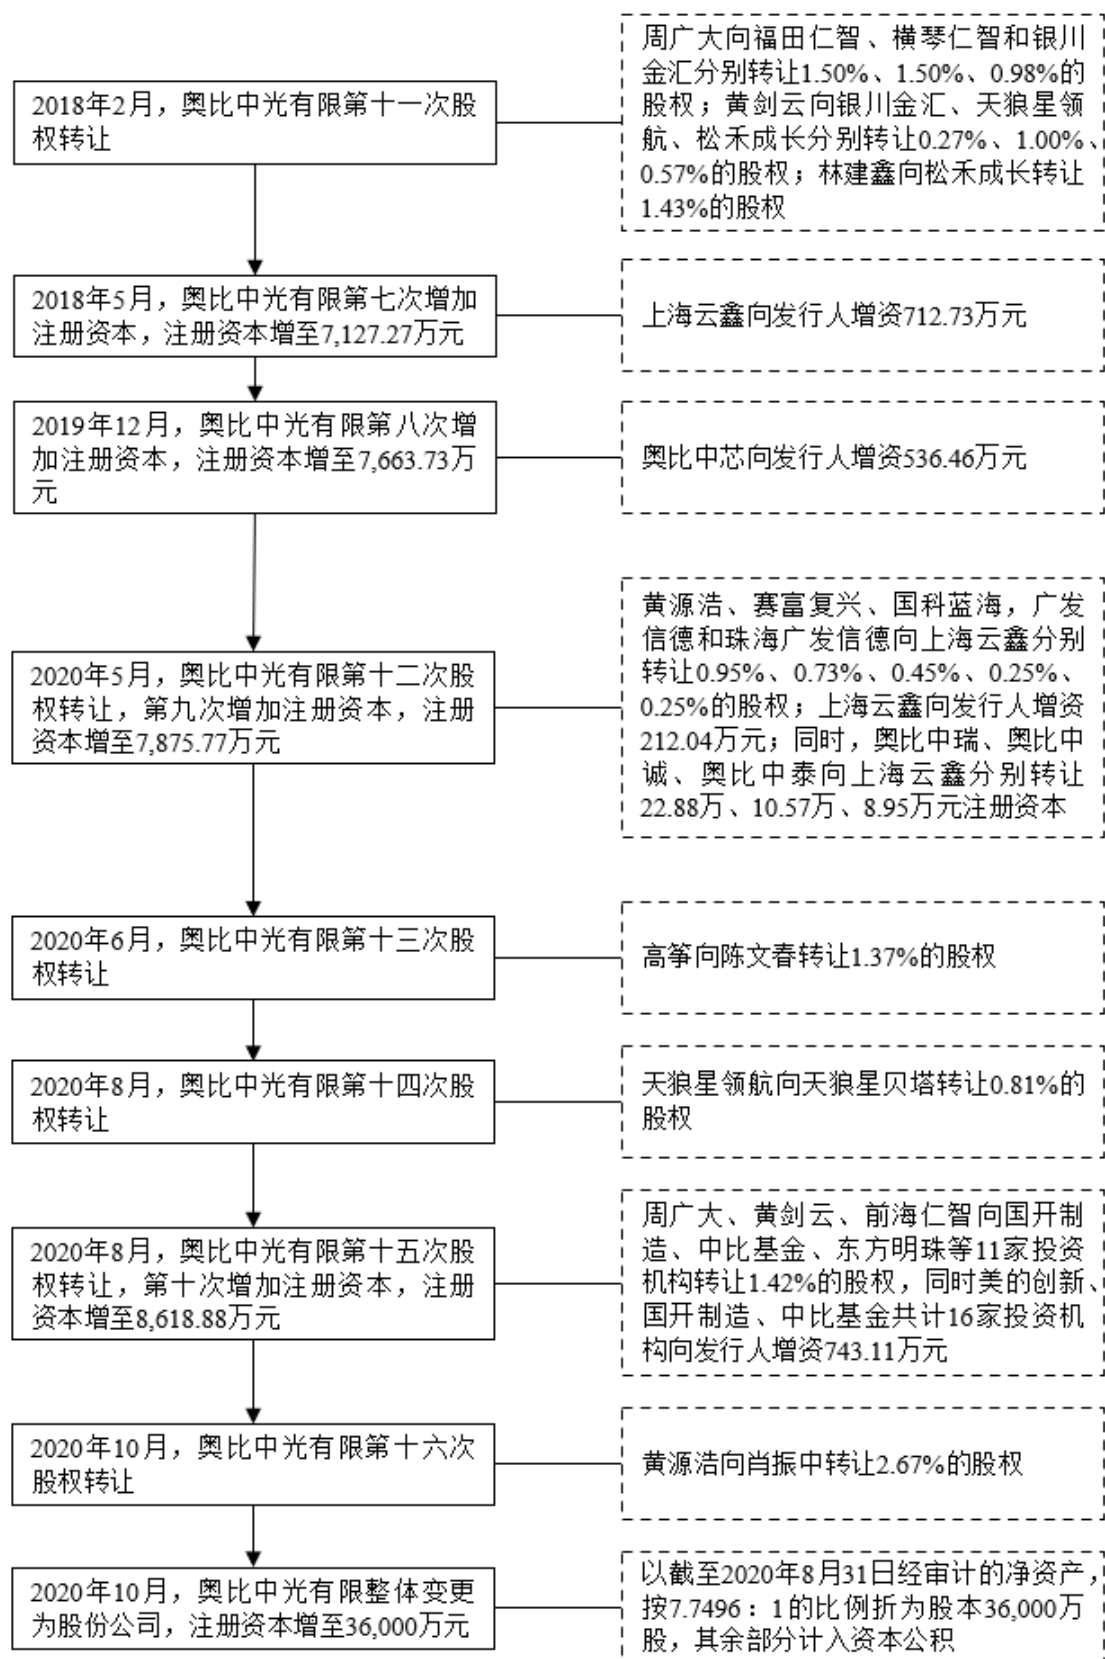 2018年2月，奥比中光有限第十一次股
权转让
周广大向福田仁智、横琴仁智和银川
金汇分别转让1.50%、1.50%、0.98%的
股权；黄剑云向银川金汇、天狼星领
航、松禾成长分别转让0.27%、1.00%、
0.57%的股权；林建鑫向松禾成长转让
1.43%的股权
2018年5月，奥比中光有限第七次增加
注册资本，注册资本增至7,127.27万元
上海云鑫向发行人增资712.73万元
2019年12月，奥比中光有限第八次增
加注册资本，注册资本增至7,663.73万
元
奥比中芯向发行人增资536.46万元
2020年5月，奥比中光有限第十二次股
权转让，第九次增加注册资本，注册
资本增至7,875.77万元
黄源浩、赛富复兴、国科蓝海，广发
信德和珠海广发信德向上海云鑫分别
转让0.95%、0.73%、0.45%、0.25%、
0.25%的股权；上海云鑫向发行人增资
212.04万元；同时，奥比中瑞、奥比中
诚、奥比中泰向上海云鑫分别转让
22.88万、10.57万、8.95万元注册资本
2020年6月，奥比中光有限第十三次股
权转让
高筝向陈文春转让1.37%的股权
2020年8月，奥比中光有限第十四次股
权转让
天狼星领航向天狼星贝塔转让0.81%的
股权
2020年8月，奥比中光有限第十五次股
权转让，第十次增加注册资本，注册
资本增至8,618.88万元
周广大、黄剑云、前海仁智向国开制
造、中比基金、东方明珠等11家投资
机构转让1.42%的股权，同时美的创新、
国开制造、中比基金共计16家投资机
构向发行人增资743.11万元
2020年10月，奥比中光有限第十六次
股权转让
黄源浩向肖振中转让2.67%的股权
2020年10月，奥比中光有限整体变更
为股份公司，注册资本增至36,000万元
以截至2020年8月31日经审计的净资产，
按7.7496：1的比例折为股本36,000万
股，其余部分计入资本公积